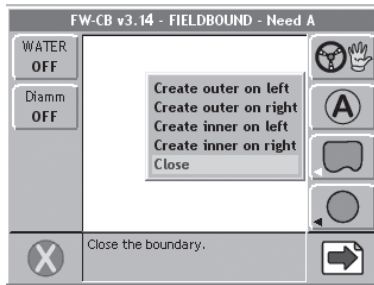 FW-CB v3.14 - FIELDBOUND - Need A
WATER
OFF
Diamm
OFF
Create outer on left
Create outer on right
Create inner on left
Create inner on right
Close
A
Close the boundary.